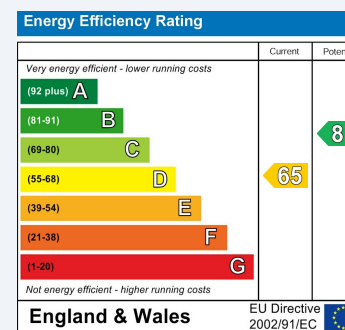 Energy Efficiency Rating
Current
Very energy efficient - lower running costs
(92 plus) A
(81-91) B
(69-80) C
(55-68) D
65
(39-54) E
(21-38) F
(1-20) G
Not energy efficient - higher running costs
England & Wales
EU Directive
2002/91/EC